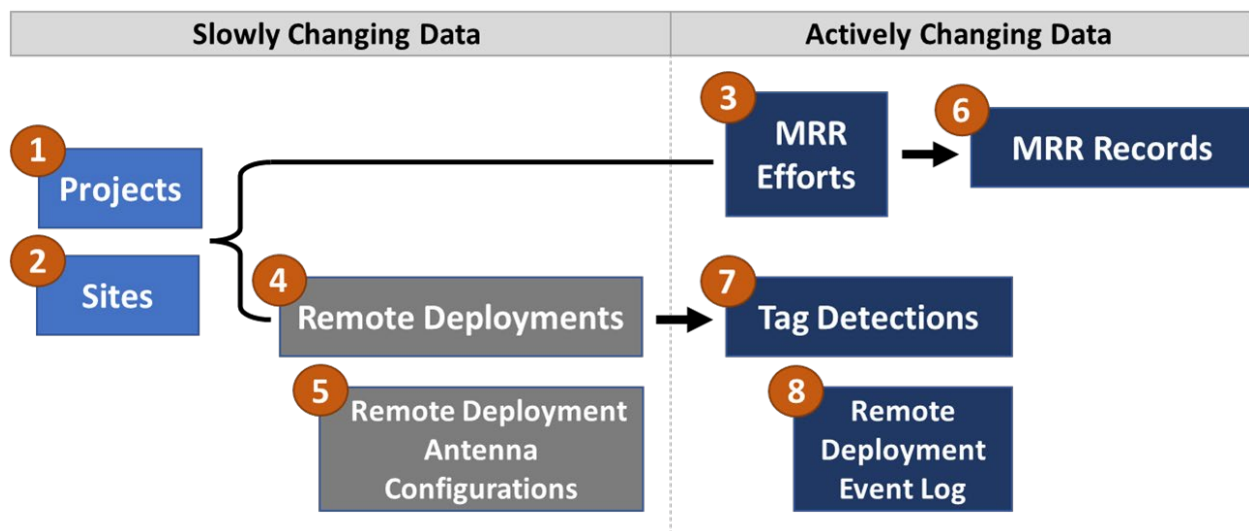 Slowly Changing Data
Actively Changing Data
1
Projects
2
Sites
3
MRR
Efforts
6
MRR Records
4
Remote Deployments
7
Tag Detections
5
Remote Deployment
Antenna
Configurations
8
Remote
Deployment
Event Log